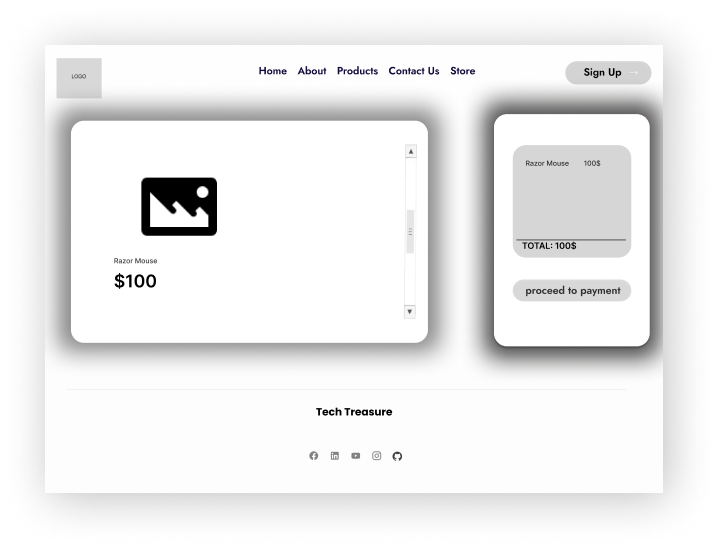 LOGO
Home About Products Contact Us Store
Sign Up →
Razor Mouse 100$
TOTAL: 100$
proceed to payment
Razor Mouse
$100
Tech Treasure